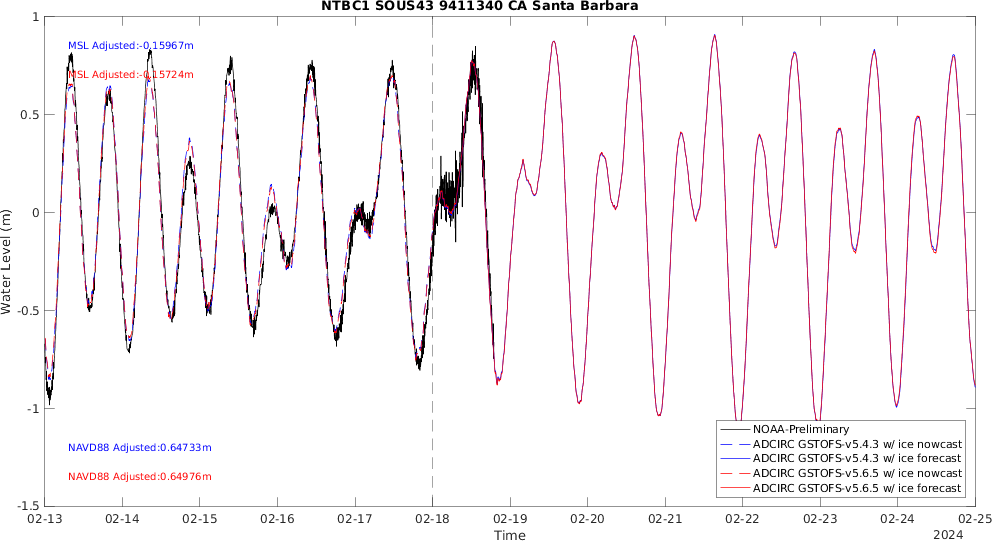 NTBC1 SOUS43 9411340 CA Santa Barbara
MSL Adjusted:-0.15967m
MSL Adjusted:-0.15724m
NAVD88 Adjusted:0.64733m
NAVD88 Adjusted:0.64976m
Water Level (m)
1
0.5
0
-0.5
-1
-1.5
NOAA-Preliminary
ADCIRC GSTOFS-v5.4.3 w/ ice nowcast
ADCIRC GSTOFS-v5.4.3 w/ ice forecast
ADCIRC GSTOFS-v5.6.5 w/ ice nowcast
ADCIRC GSTOFS-v5.6.5 w/ ice forecast
02-13 02-14 02-15 02-16 02-17 02-18 02-19 02-20 02-21 02-22 02-23 02-24 02-25
Time
2024